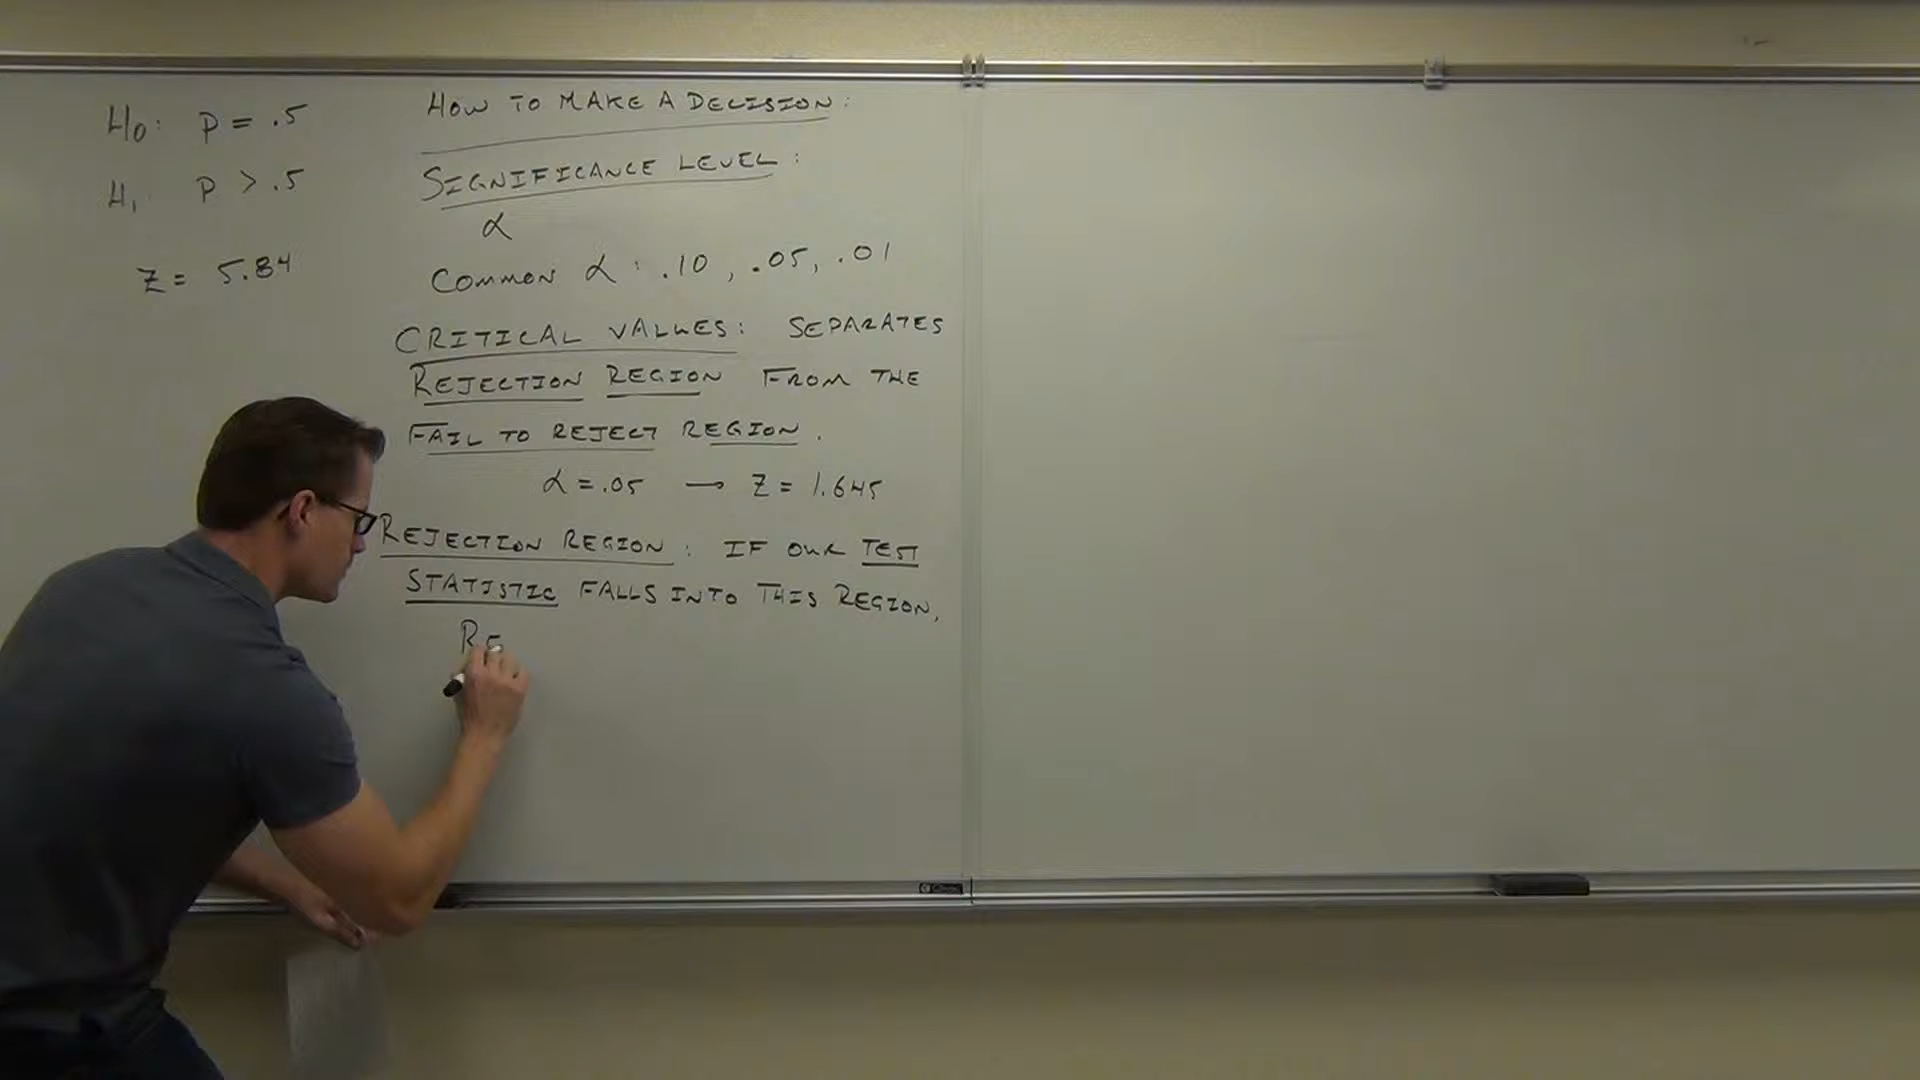 H0: P = .5
H1 P > .5
Z = 5.84
HOW TO MAKE A DECISION:
SIGNIFICANCE LEVEL:
α
COMMON α: .10, .05, .01
CRITICAL VALUES: SEPARATES
REJECTION REGION FROM THE
FAIL TO REJECT REGION.
α = .05 → Z = 1.645
REJECTION REGION: IF OUR TEST
STATISTIC FALLS INTO THIS REGION,
RE